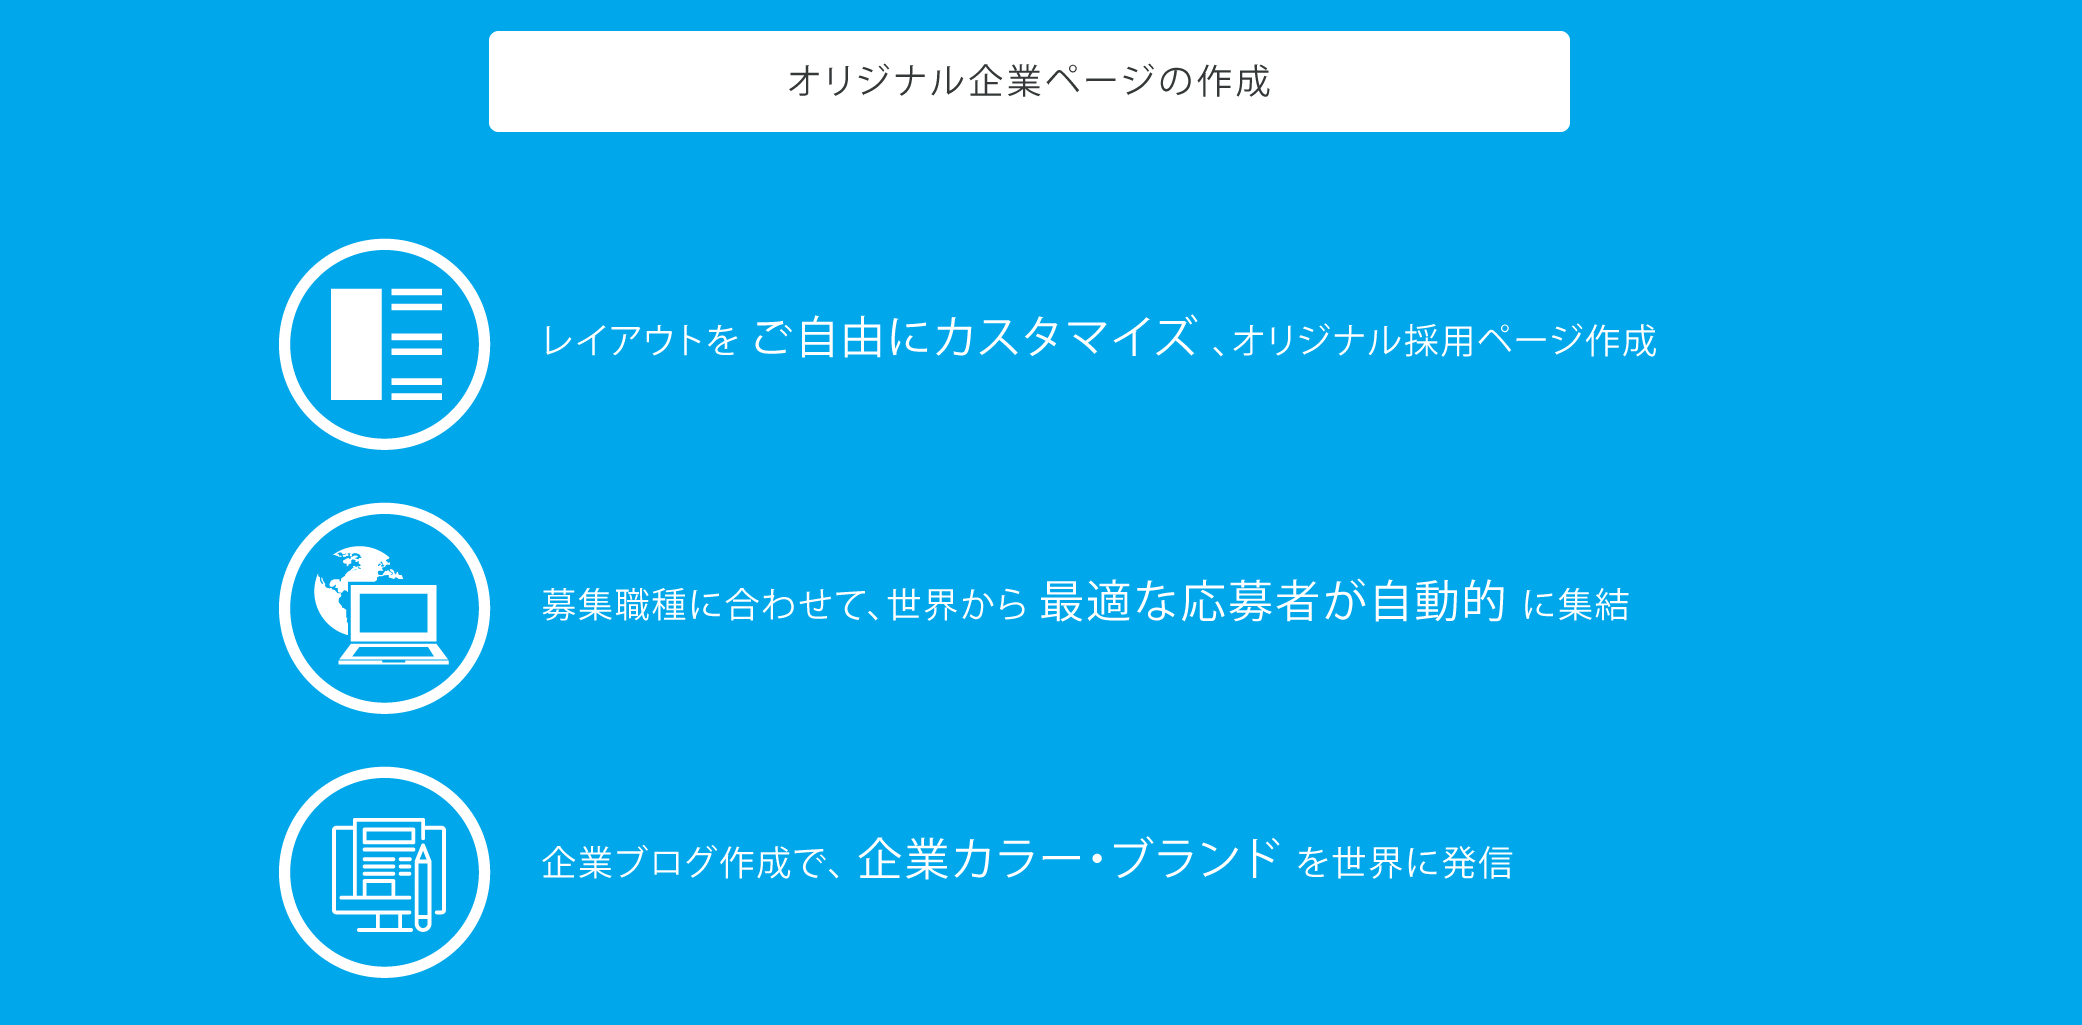 オリジナル企業ページの作成
レイアウトを ご自由にカスタマイズ 、オリジナル採用ページ作成
募集職種に合わせて、世界から 最適な応募者が自動的 に集結
企業ブログ作成で、企業カラー・ブランド を世界に発信